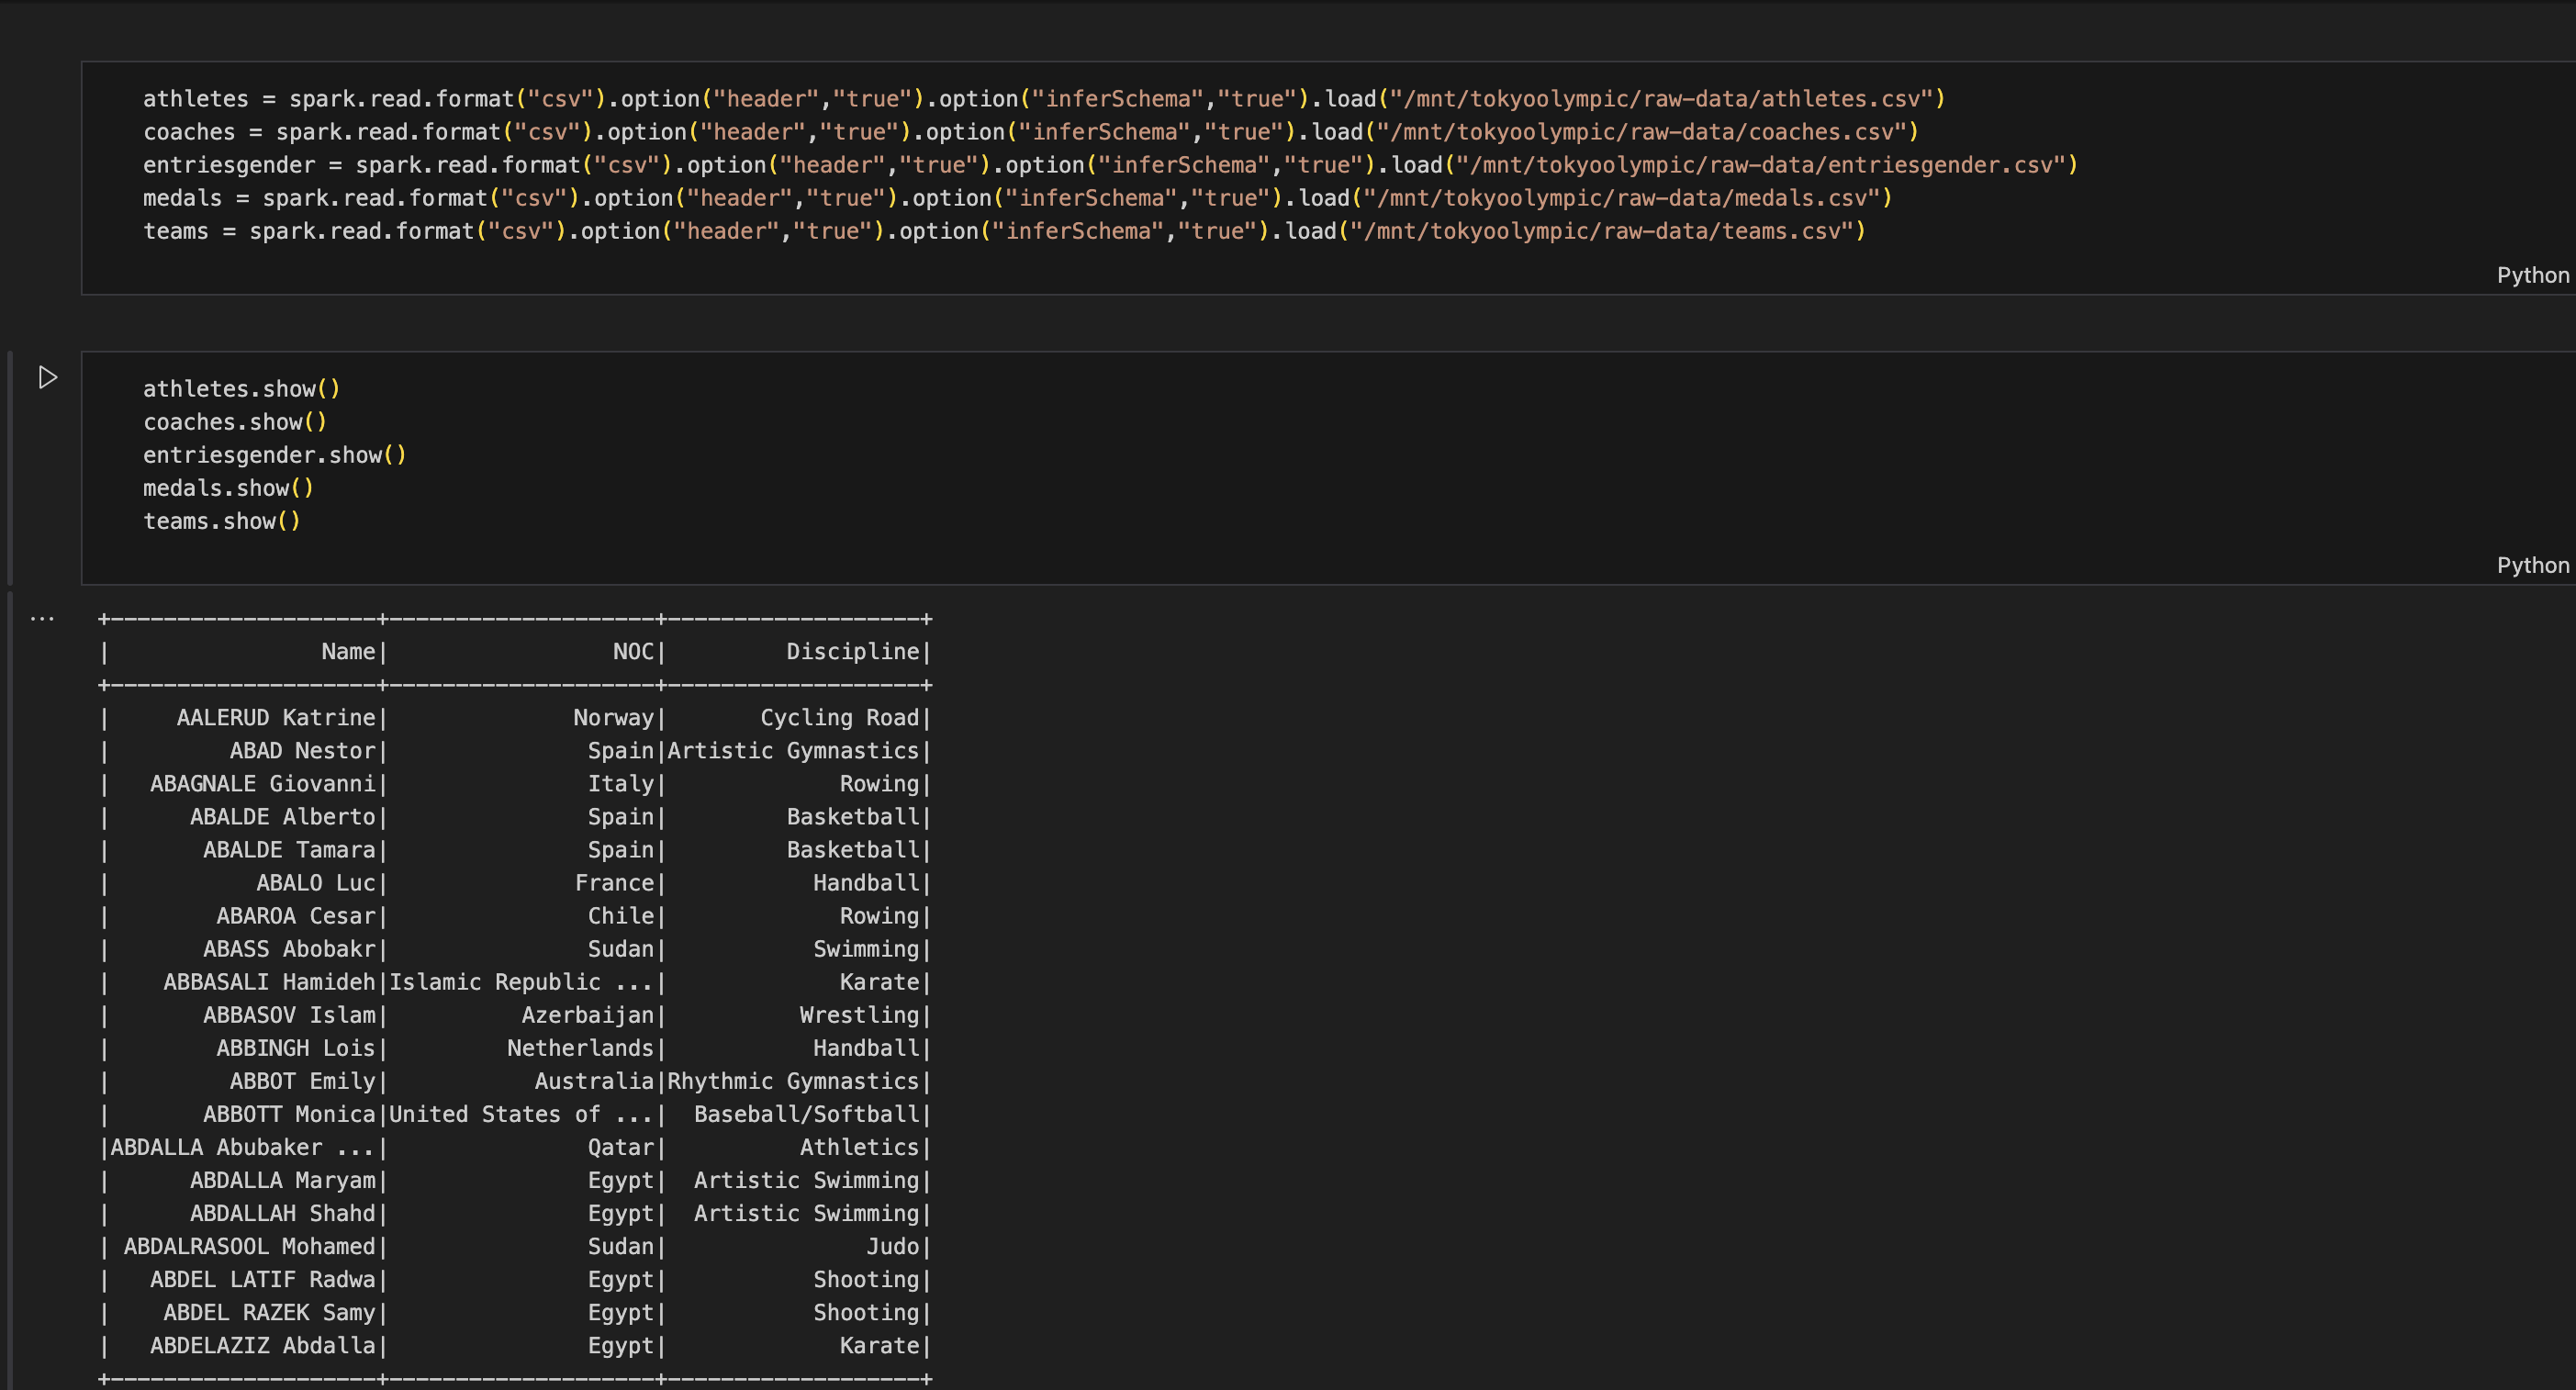 athletes = spark.read.format("csv").option("header","true").option("inferSchema","true").load("/mnt/tokyoolympic/raw-data/athletes.csv")
coaches = spark.read.format("csv").option("header","true").option("inferSchema","true").load("/mnt/tokyoolympic/raw-data/coaches.csv")
entriesgender = spark.read.format("csv").option("header","true").option("inferSchema","true").load("/mnt/tokyoolympic/raw-data/entriesgender.csv")
medals = spark.read.format("csv").option("header","true").option("inferSchema","true").load("/mnt/tokyoolympic/raw-data/medals.csv")
teams = spark.read.format("csv").option("header","true").option("inferSchema","true").load("/mnt/tokyoolympic/raw-data/teams.csv")
Python
athletes.show()
coaches.show()
entriesgender.show()
medals.show()
teams.show()
Python
... +--------------------+--------------------+-------------------+
|                Name|                 NOC|         Discipline|
+--------------------+--------------------+-------------------+
|     AALERUD Katrine|              Norway|       Cycling Road|
|         ABAD Nestor|               Spain|Artistic Gymnastics|
|   ABAGNALE Giovanni|               Italy|             Rowing|
|      ABALDE Alberto|               Spain|         Basketball|
|       ABALDE Tamara|               Spain|         Basketball|
|           ABALO Luc|              France|           Handball|
|        ABAROA Cesar|               Chile|             Rowing|
|       ABASS Abobakr|               Sudan|           Swimming|
|    ABBASALI Hamideh|Islamic Republic ...|             Karate|
|       ABBASOV Islam|          Azerbaijan|          Wrestling|
|        ABBINGH Lois|         Netherlands|           Handball|
|         ABBOT Emily|           Australia|Rhythmic Gymnastics|
|       ABBOTT Monica|United States of ...|  Baseball/Softball|
|ABDALLA Abubaker ...|               Qatar|          Athletics|
|      ABDALLA Maryam|               Egypt|  Artistic Swimming|
|      ABDALLAH Shahd|               Egypt|  Artistic Swimming|
| ABDALRASOOL Mohamed|               Sudan|               Judo|
|   ABDEL LATIF Radwa|               Egypt|           Shooting|
|    ABDEL RAZEK Samy|               Egypt|           Shooting|
|   ABDELAZIZ Abdalla|               Egypt|             Karate|
+--------------------+--------------------+-------------------+